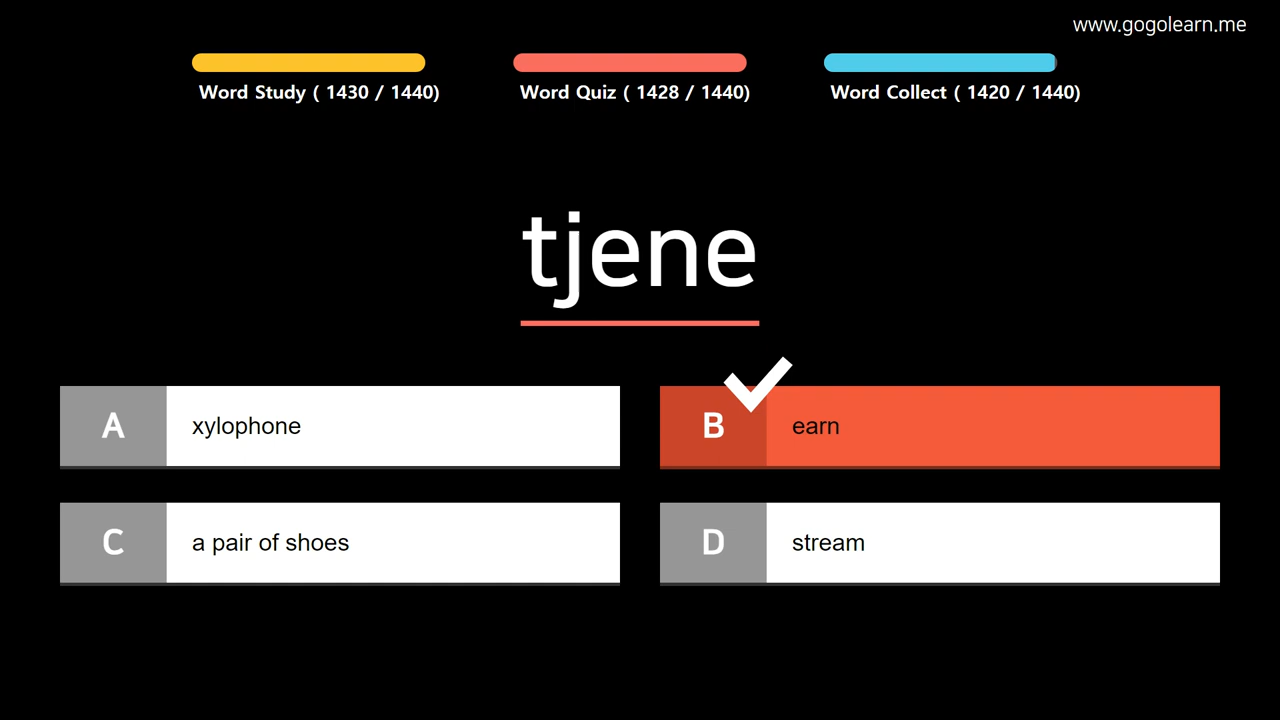 www.gogolearn.me
Word Study ( 1430 / 1440)
Word Quiz ( 1428 / 1440)
Word Collect ( 1420 / 1440)
tjene
A xylophone
B earn
C a pair of shoes
D stream